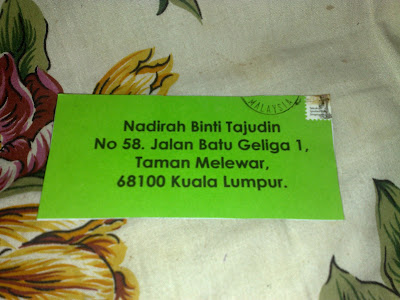 MALAYSIA
Nadirah Binti Tajudin
No 58. Jalan Batu Geliga 1,
Taman Melewar,
68100 Kuala Lumpur.